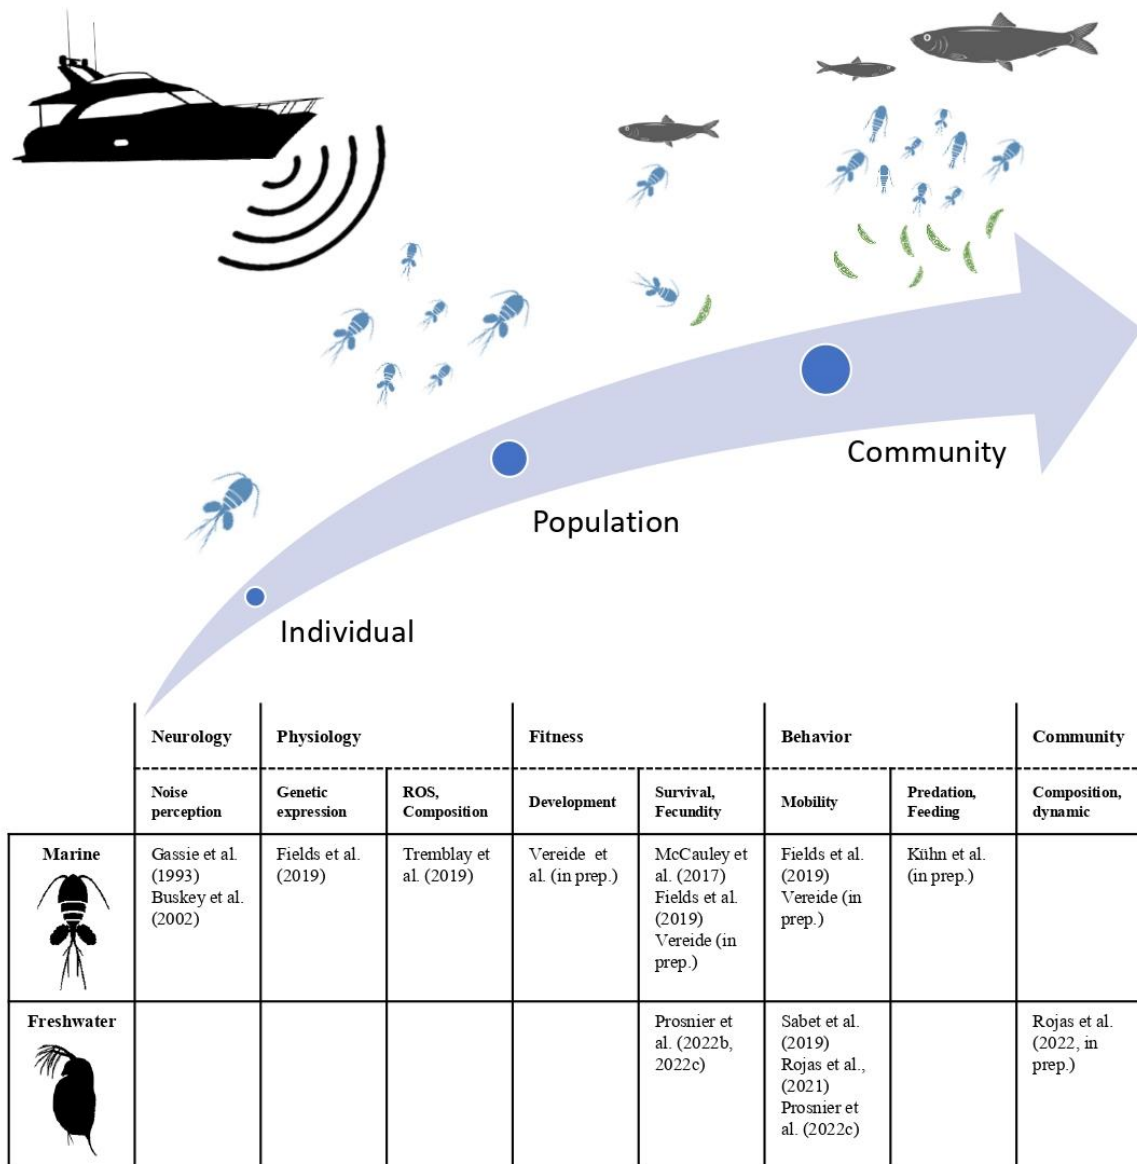 Community
Population
Individual
Neurology
Physiology
Fitness
Behavior
Community
Noise
perception
Genetic
expression
ROS,
Composition
Development
Survival,
Fecundity
Mobility
Predation,
Feeding
Composition,
dynamic
Marine
Gassie et al.
(1993)
Buskey et al.
(2002)
Fields et al.
(2019)
Tremblay et
al. (2019)
Vereide et
al. (in prep.)
McCauley et
al. (2017)
Fields et al.
(2019)
Vereide (in
prep.)
Fields et al.
(2019)
Vereide (in
prep.)
Kühn et al.
(in prep.)
Freshwater
Prosnier et
al. (2022b,
2022c)
Sabet et al.
(2019)
Rojas et al.,
(2021)
Prosnier et
al. (2022c)
Rojas et al.
(2022, in
prep.)